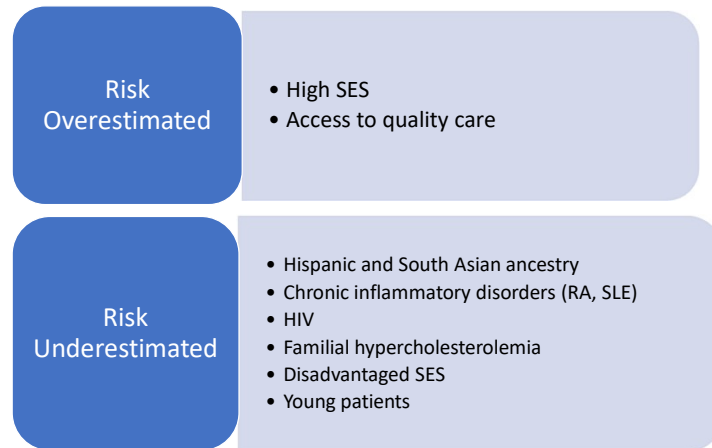 Risk
Overestimated
• High SES
• Access to quality care
Risk
Underestimated
• Hispanic and South Asian ancestry
• Chronic inflammatory disorders (RA, SLE)
• HIV
• Familial hypercholesterolemia
• Disadvantaged SES
• Young patients